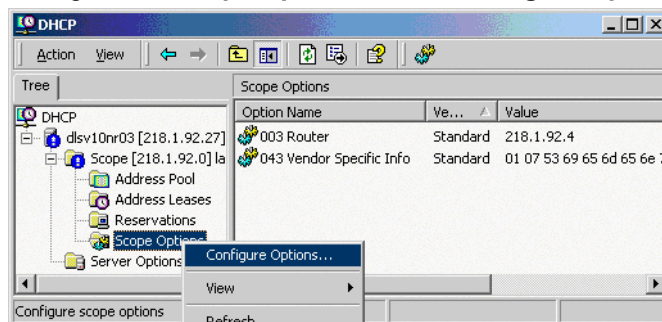 DHCP
Action View
Tree
Scope Options
Option Name Ve... Value
DHCP
dlsv10nr03 [218.1.92.27]
Scope [218.1.92.0] la
Address Pool
Address Leases
Reservations
Scope Options
Server Options
003 Router Standard 218.1.92.4
043 Vendor Specific Info Standard 01 07 53 69 65 6d 65 6e
Configure Options...
View
Refresh
Configure scope options